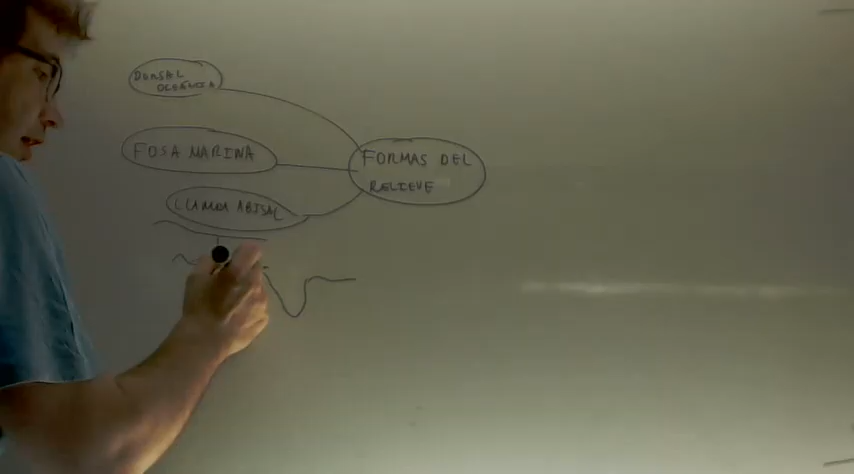 DORSAL
OCEÁNICA
FOSA MARINA
FORMAS DEL
RELIEVE
LLANURA ABISAL